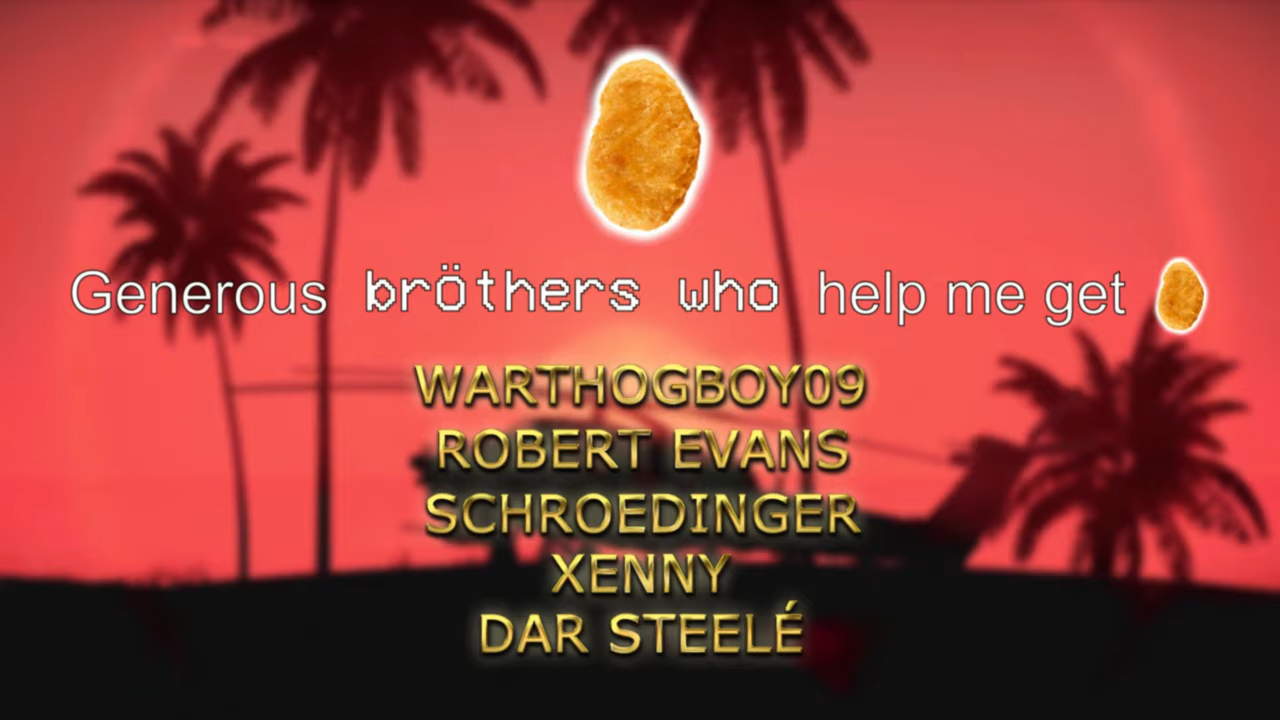 Generous bröthers who help me get
WARTHOGBOY09
ROBERT EVANS
SCHROEDINGER
XENNY
DAR STEELÉ